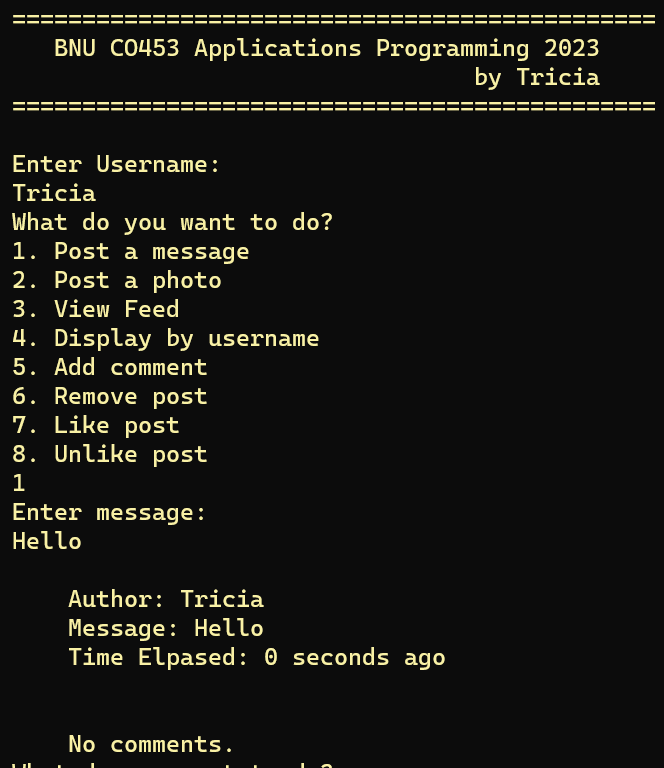 ==============================================
BNU CO453 Applications Programming 2023
by Tricia
==============================================
Enter Username:
Tricia
What do you want to do?
1. Post a message
2. Post a photo
3. View Feed
4. Display by username
5. Add comment
6. Remove post
7. Like post
8. Unlike post
1
Enter message:
Hello
Author: Tricia
Message: Hello
Time Elpased: 0 seconds ago
No comments.